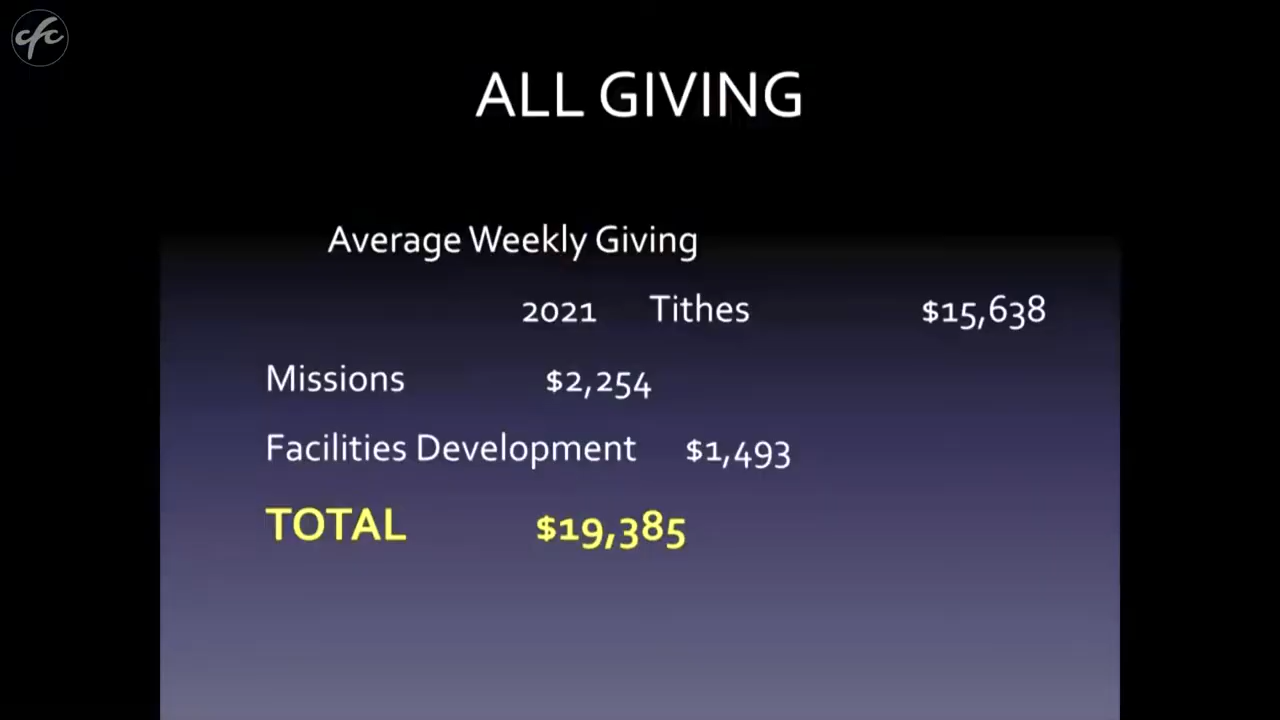 cfc
ALL GIVING
Average Weekly Giving
2021 Tithes $15,638
Missions $2,254
Facilities Development $1,493
TOTAL $19,385